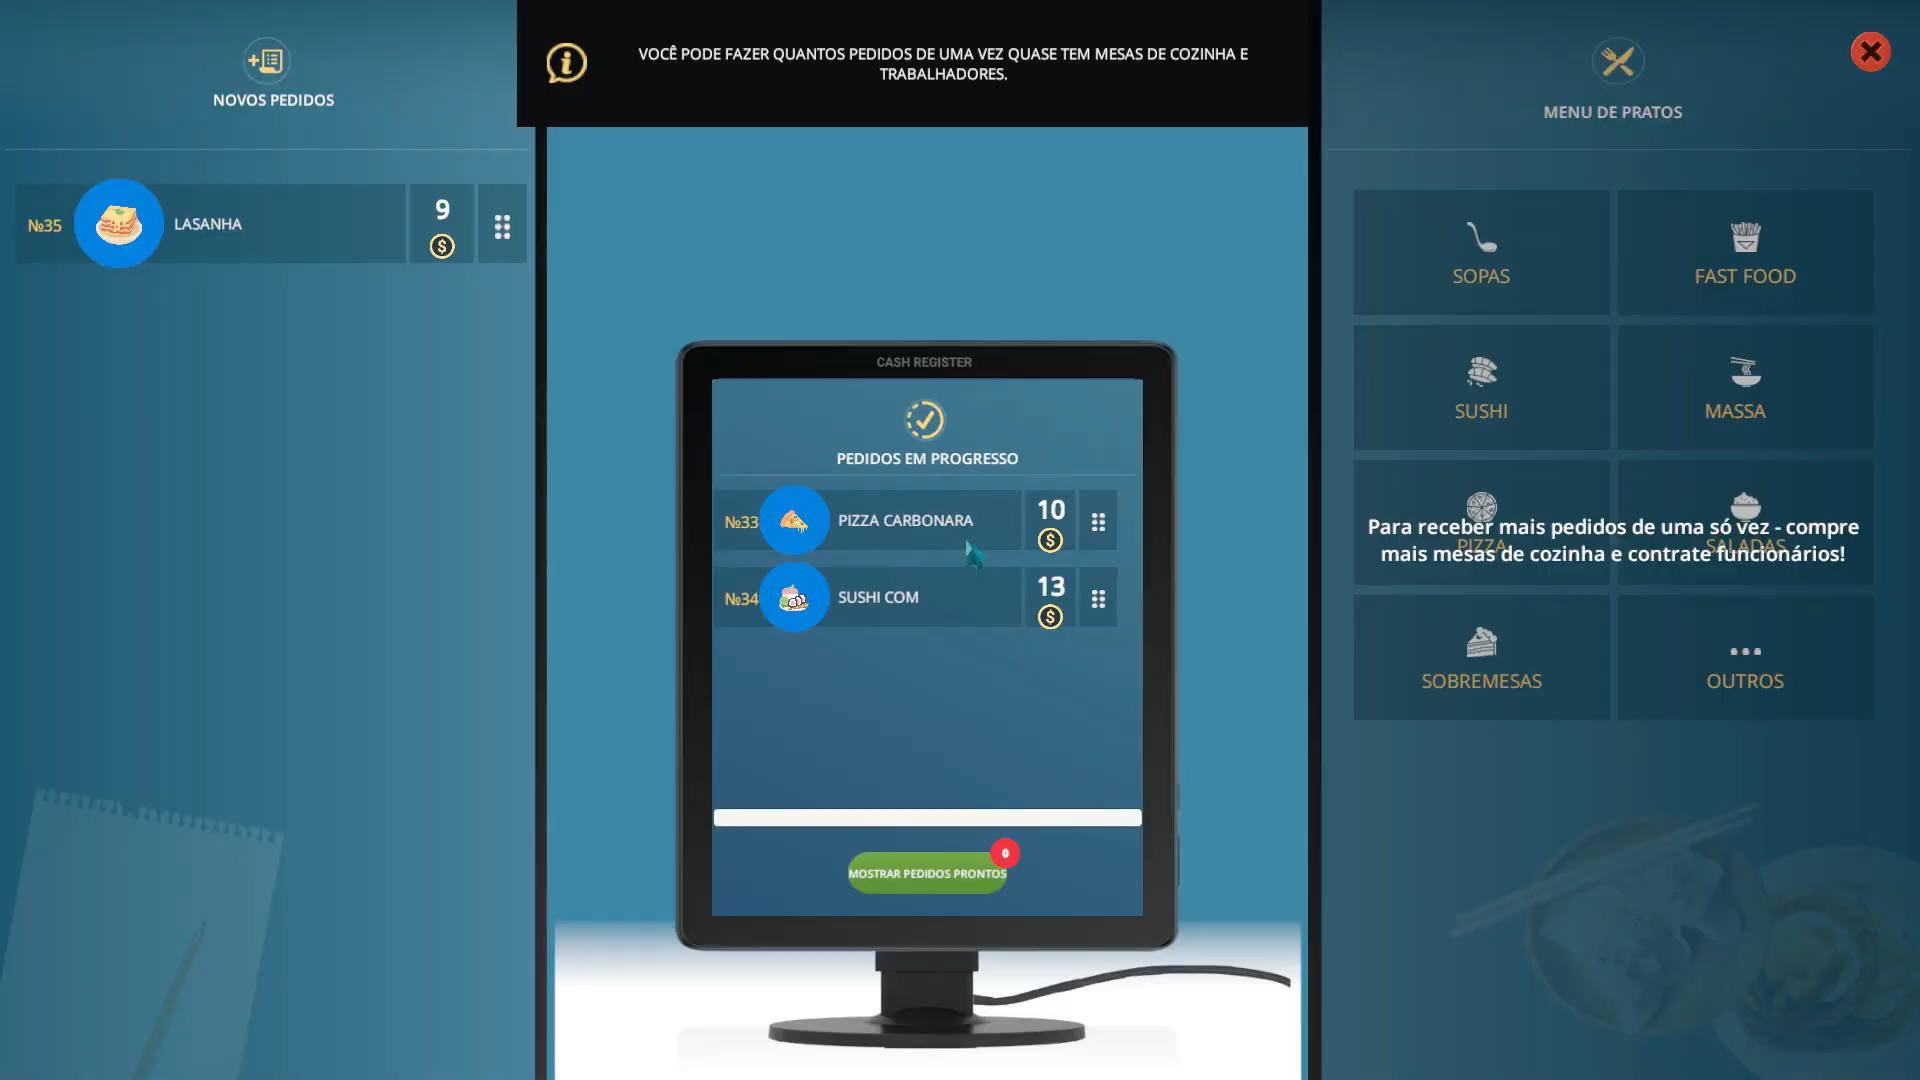 NOVOS PEDIDOS
№35 LASANHA 9
VOCÊ PODE FAZER QUANTOS PEDIDOS DE UMA VEZ QUASE TEM MESAS DE COZINHA E
TRABALHADORES.
CASH REGISTER
PEDIDOS EM PROGRESSO
№33 PIZZA CARBONARA 10
№34 SUSHI COM 13
MOSTRAR PEDIDOS PRONTOS
0
MENU DE PRATOS
SOPAS
FAST FOOD
SUSHI
MASSA
PIZZA
SALADAS
Para receber mais pedidos de uma só vez - compre
mais mesas de cozinha e contrate funcionários!
SOBREMESAS
OUTROS